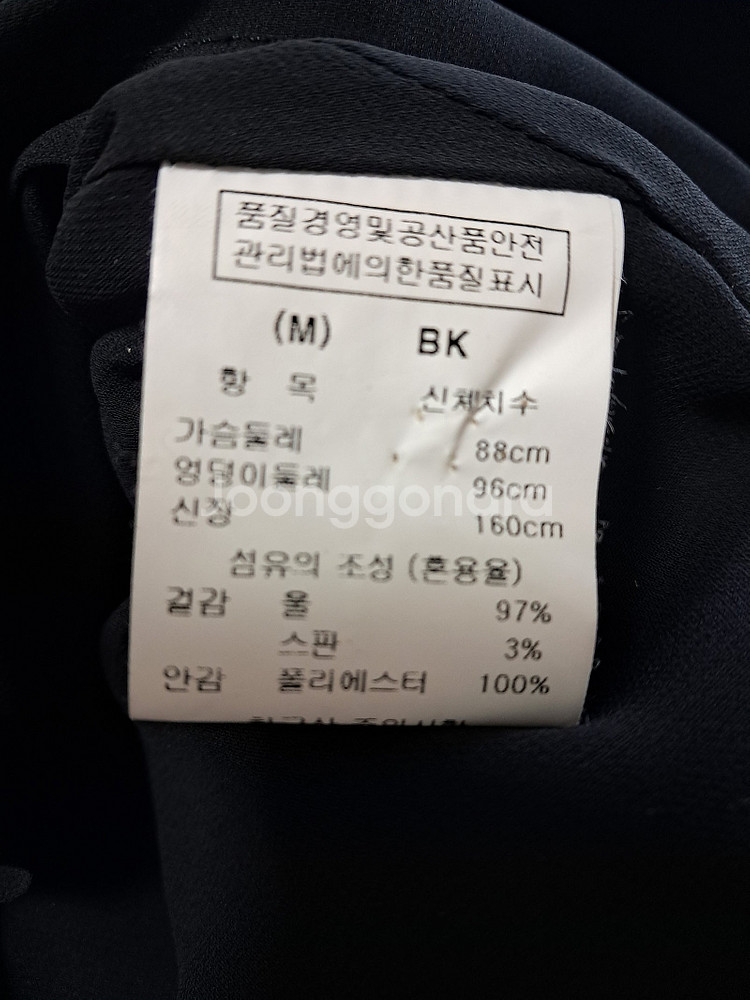 품질경영및공산품안전
관리법에의한품질표시
(M) BK
항 목 신체치수
가슴둘레 88cm
엉덩이둘레 96cm
신장 160cm
joonggonara
섬유의 조성 (혼용율)
겉감 울 97%
스판 3%
안감 폴리에스터 100%